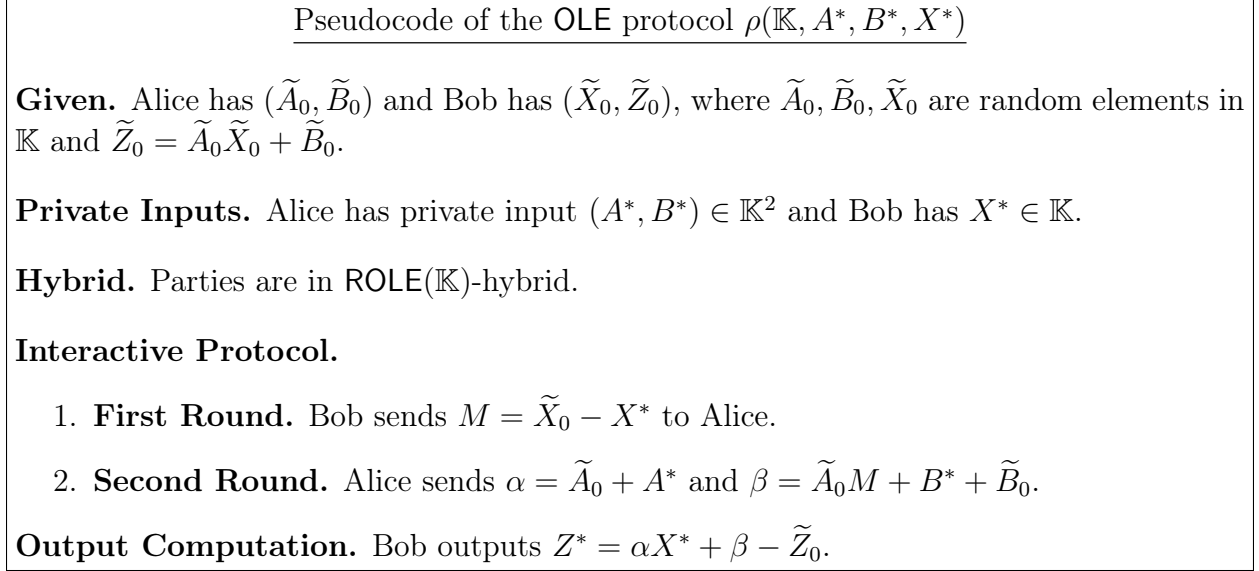 Pseudocode of the OLE protocol ρ(𝕂, A*, B*, X*)
Given. Alice has (Ã₀, B̃₀) and Bob has (X̃₀, Z̃₀), where Ã₀, B̃₀, X̃₀ are random elements in
𝕂 and Z̃₀ = Ã₀X̃₀ + B̃₀.
Private Inputs. Alice has private input (A*, B*) ∈ 𝕂² and Bob has X* ∈ 𝕂.
Hybrid. Parties are in ROLE(𝕂)-hybrid.
Interactive Protocol.
1. First Round. Bob sends M = X̃₀ − X* to Alice.
2. Second Round. Alice sends α = Ã₀ + A* and β = Ã₀M + B* + B̃₀.
Output Computation. Bob outputs Z* = αX* + β − Z̃₀.